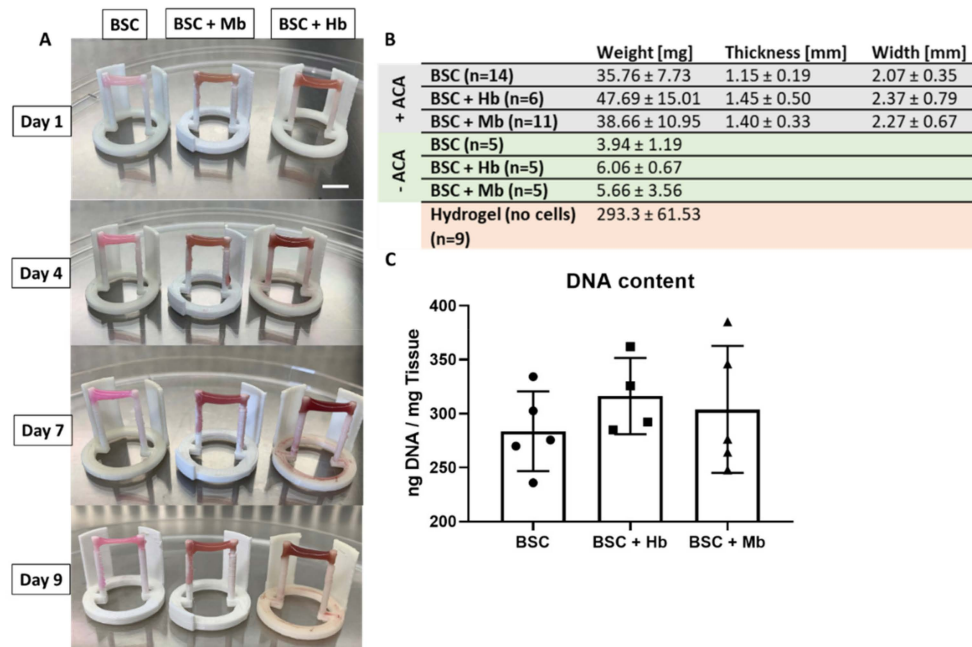 A
BSC
BSC + Mb
BSC + Hb
Day 1
Day 4
Day 7
Day 9
B
Weight [mg] Thickness [mm] Width [mm]
+ ACA
BSC (n=14) 35.76 ± 7.73 1.15 ± 0.19 2.07 ± 0.35
BSC + Hb (n=6) 47.69 ± 15.01 1.45 ± 0.50 2.37 ± 0.79
BSC + Mb (n=11) 38.66 ± 10.95 1.40 ± 0.33 2.27 ± 0.67
- ACA
BSC (n=5) 3.94 ± 1.19
BSC + Hb (n=5) 6.06 ± 0.67
BSC + Mb (n=5) 5.66 ± 3.56
Hydrogel (no cells) 293.3 ± 61.53
(n=9)
C
DNA content
ng DNA / mg Tissue
400
350
300
250
200
BSC BSC + Hb BSC + Mb